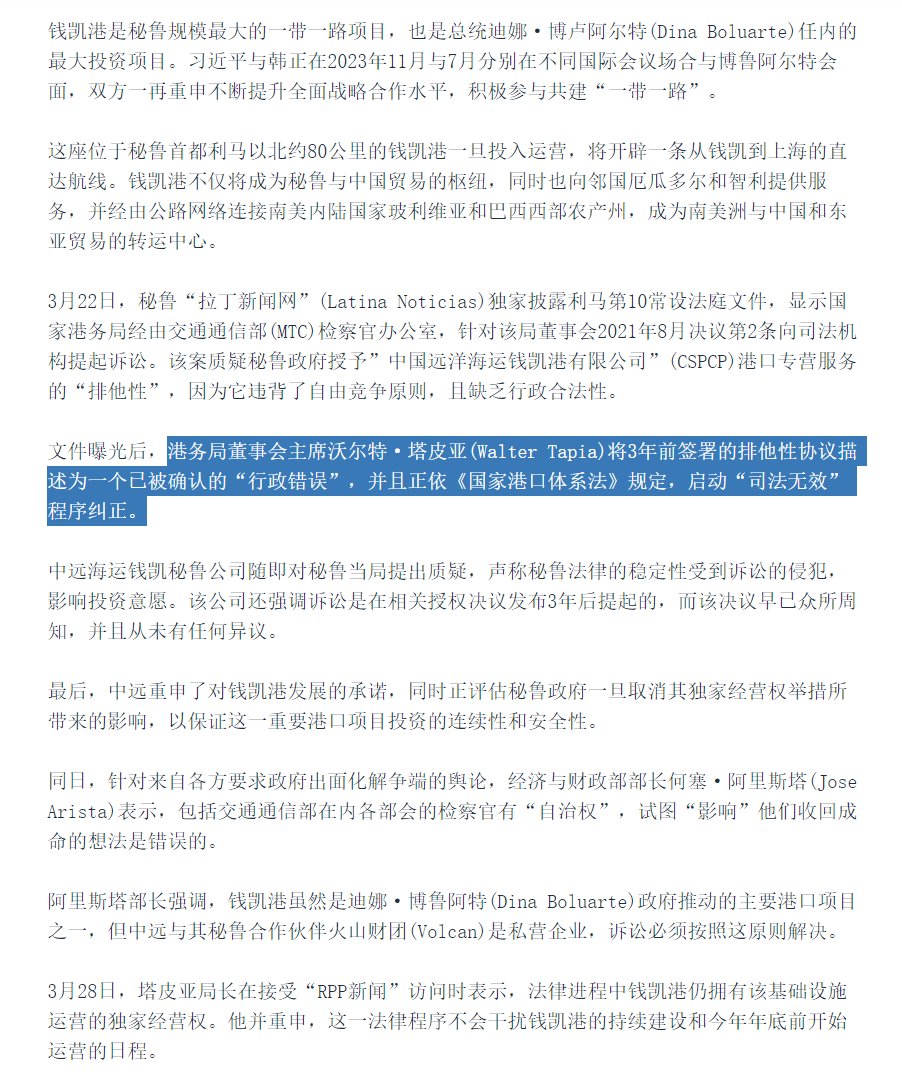 钱凯港是秘鲁规模最大的一带一路项目，也是总统迪娜·博卢阿尔特(Dina Boluarte)任内的
最大投资项目。习近平与韩正在2023年11月与7月分别在不同国际会议场合与博鲁阿尔特会
面，双方一再重申不断提升全面战略合作水平，积极参与共建“一带一路”。
这座位于秘鲁首都利马以北约80公里的钱凯港一旦投入运营，将开辟一条从钱凯到上海的直
达航线。钱凯港不仅将成为秘鲁与中国贸易的枢纽，同时也向邻国厄瓜多尔和智利提供服
务，并经由公路网络连接南美内陆国家玻利维亚和巴西西部农产州，成为南美洲与中国和东
亚贸易的转运中心。
3月22日，秘鲁“拉丁新闻网”(Latina Noticias)独家披露利马第10常设法庭文件，显示国
家港务局经由交通通信部(MTC)检察官办公室，针对该局董事会2021年8月决议第2条向司法机
构提起诉讼。该案质疑秘鲁政府授予”中国远洋海运钱凯港有限公司”(CSPCP)港口专营服务
的“排他性”，因为它违背了自由竞争原则，且缺乏行政合法性。
文件曝光后，港务局董事会主席沃尔特·塔皮亚(Walter Tapia)将3年前签署的排他性协议描
述为一个已被确认的“行政错误”，并且正依《国家港口体系法》规定，启动“司法无效”
程序纠正。
中远海运钱凯秘鲁公司随即对秘鲁当局提出质疑，声称秘鲁法律的稳定性受到诉讼的侵犯，
影响投资意愿。该公司还强调诉讼是在相关授权决议发布3年后提起的，而该决议早已众所周
知，并且从未有任何异议。
最后，中远重申了对钱凯港发展的承诺，同时正评估秘鲁政府一旦取消其独家经营权举措所
带来的影响，以保证这一重要港口项目投资的连续性和安全性。
同日，针对来自各方要求政府出面化解争端的舆论，经济与财政部部长何塞·阿里斯塔(Jose
Arista)表示，包括交通通信部在内各部会的检察官有“自治权”，试图“影响”他们收回成
命的想法是错误的。
阿里斯塔部长强调，钱凯港虽然是迪娜·博鲁阿特(Dina Boluarte)政府推动的主要港口项目
之一，但中远与其秘鲁合作伙伴火山财团(Volcan)是私营企业，诉讼必须按照这原则解决。
3月28日，塔皮亚局长在接受“RPP新闻”访问时表示，法律进程中钱凯港仍拥有该基础设施
运营的独家经营权。他并重申，这一法律程序不会干扰钱凯港的持续建设和今年年底前开始
运营的日程。